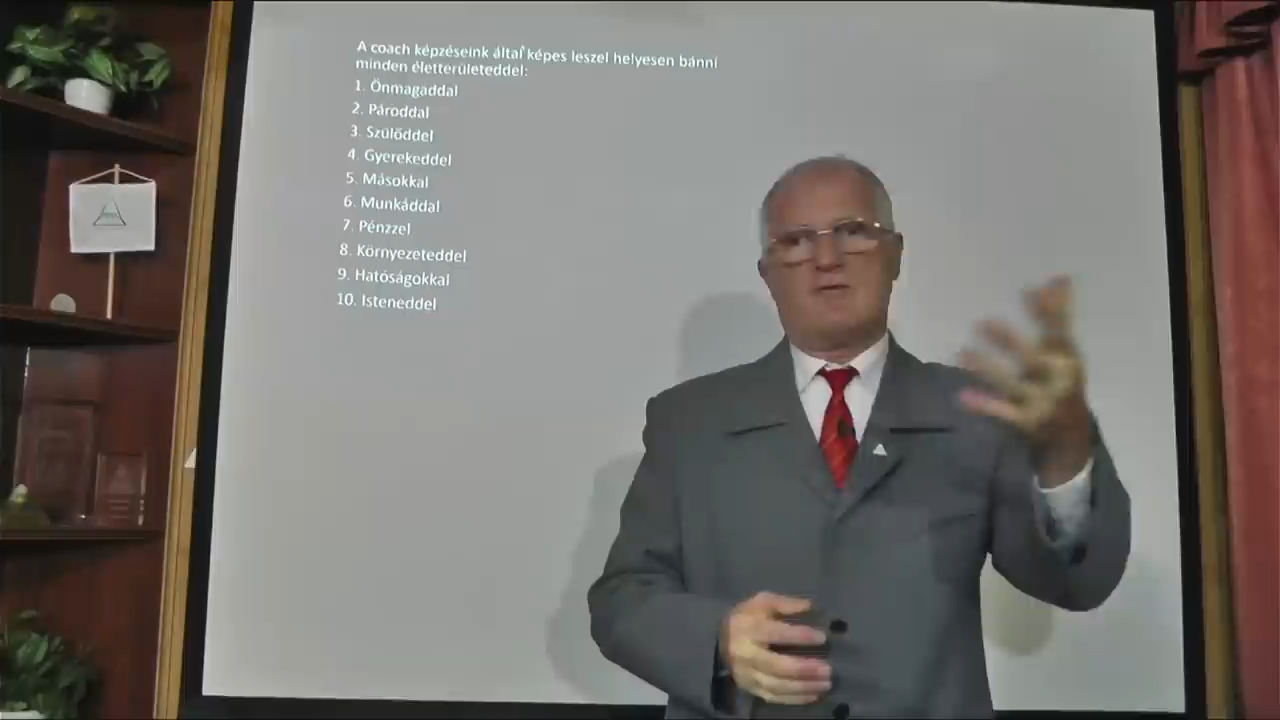 A coach képzéseink által képes leszel helyesen bánni
minden életterületeddel:
1. Önmagaddal
2. Pároddal
3. Szülőddel
4. Gyerekeddel
5. Másokkal
6. Munkáddal
7. Pénzzel
8. Környezeteddel
9. Hatóságokkal
10. Isteneddel